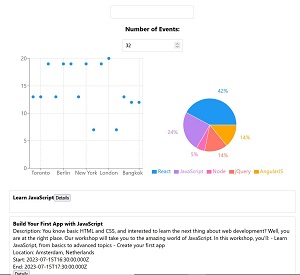 Number of Events:
32
20
15
10
5
0
Toronto Berlin New York London Bangkok
42%
24%
5%
14%
14%
React JavaScript Node jQuery AngularJS
Learn JavaScript Details
Build Your First App with JavaScript
Description: You know basic HTML and CSS, and interested to learn the next thing about web development? Well, you
are at the right place. Our workshop will take you to the amazing world of JavaScript. In this workshop, you'll - Learn
JavaScript, from basics to advanced topics - Create your first app
Location: Amsterdam, Netherlands
Start: 2023-07-15T16:30:00.000Z
End at: 2023-07-15T17:30:00.000Z
Details